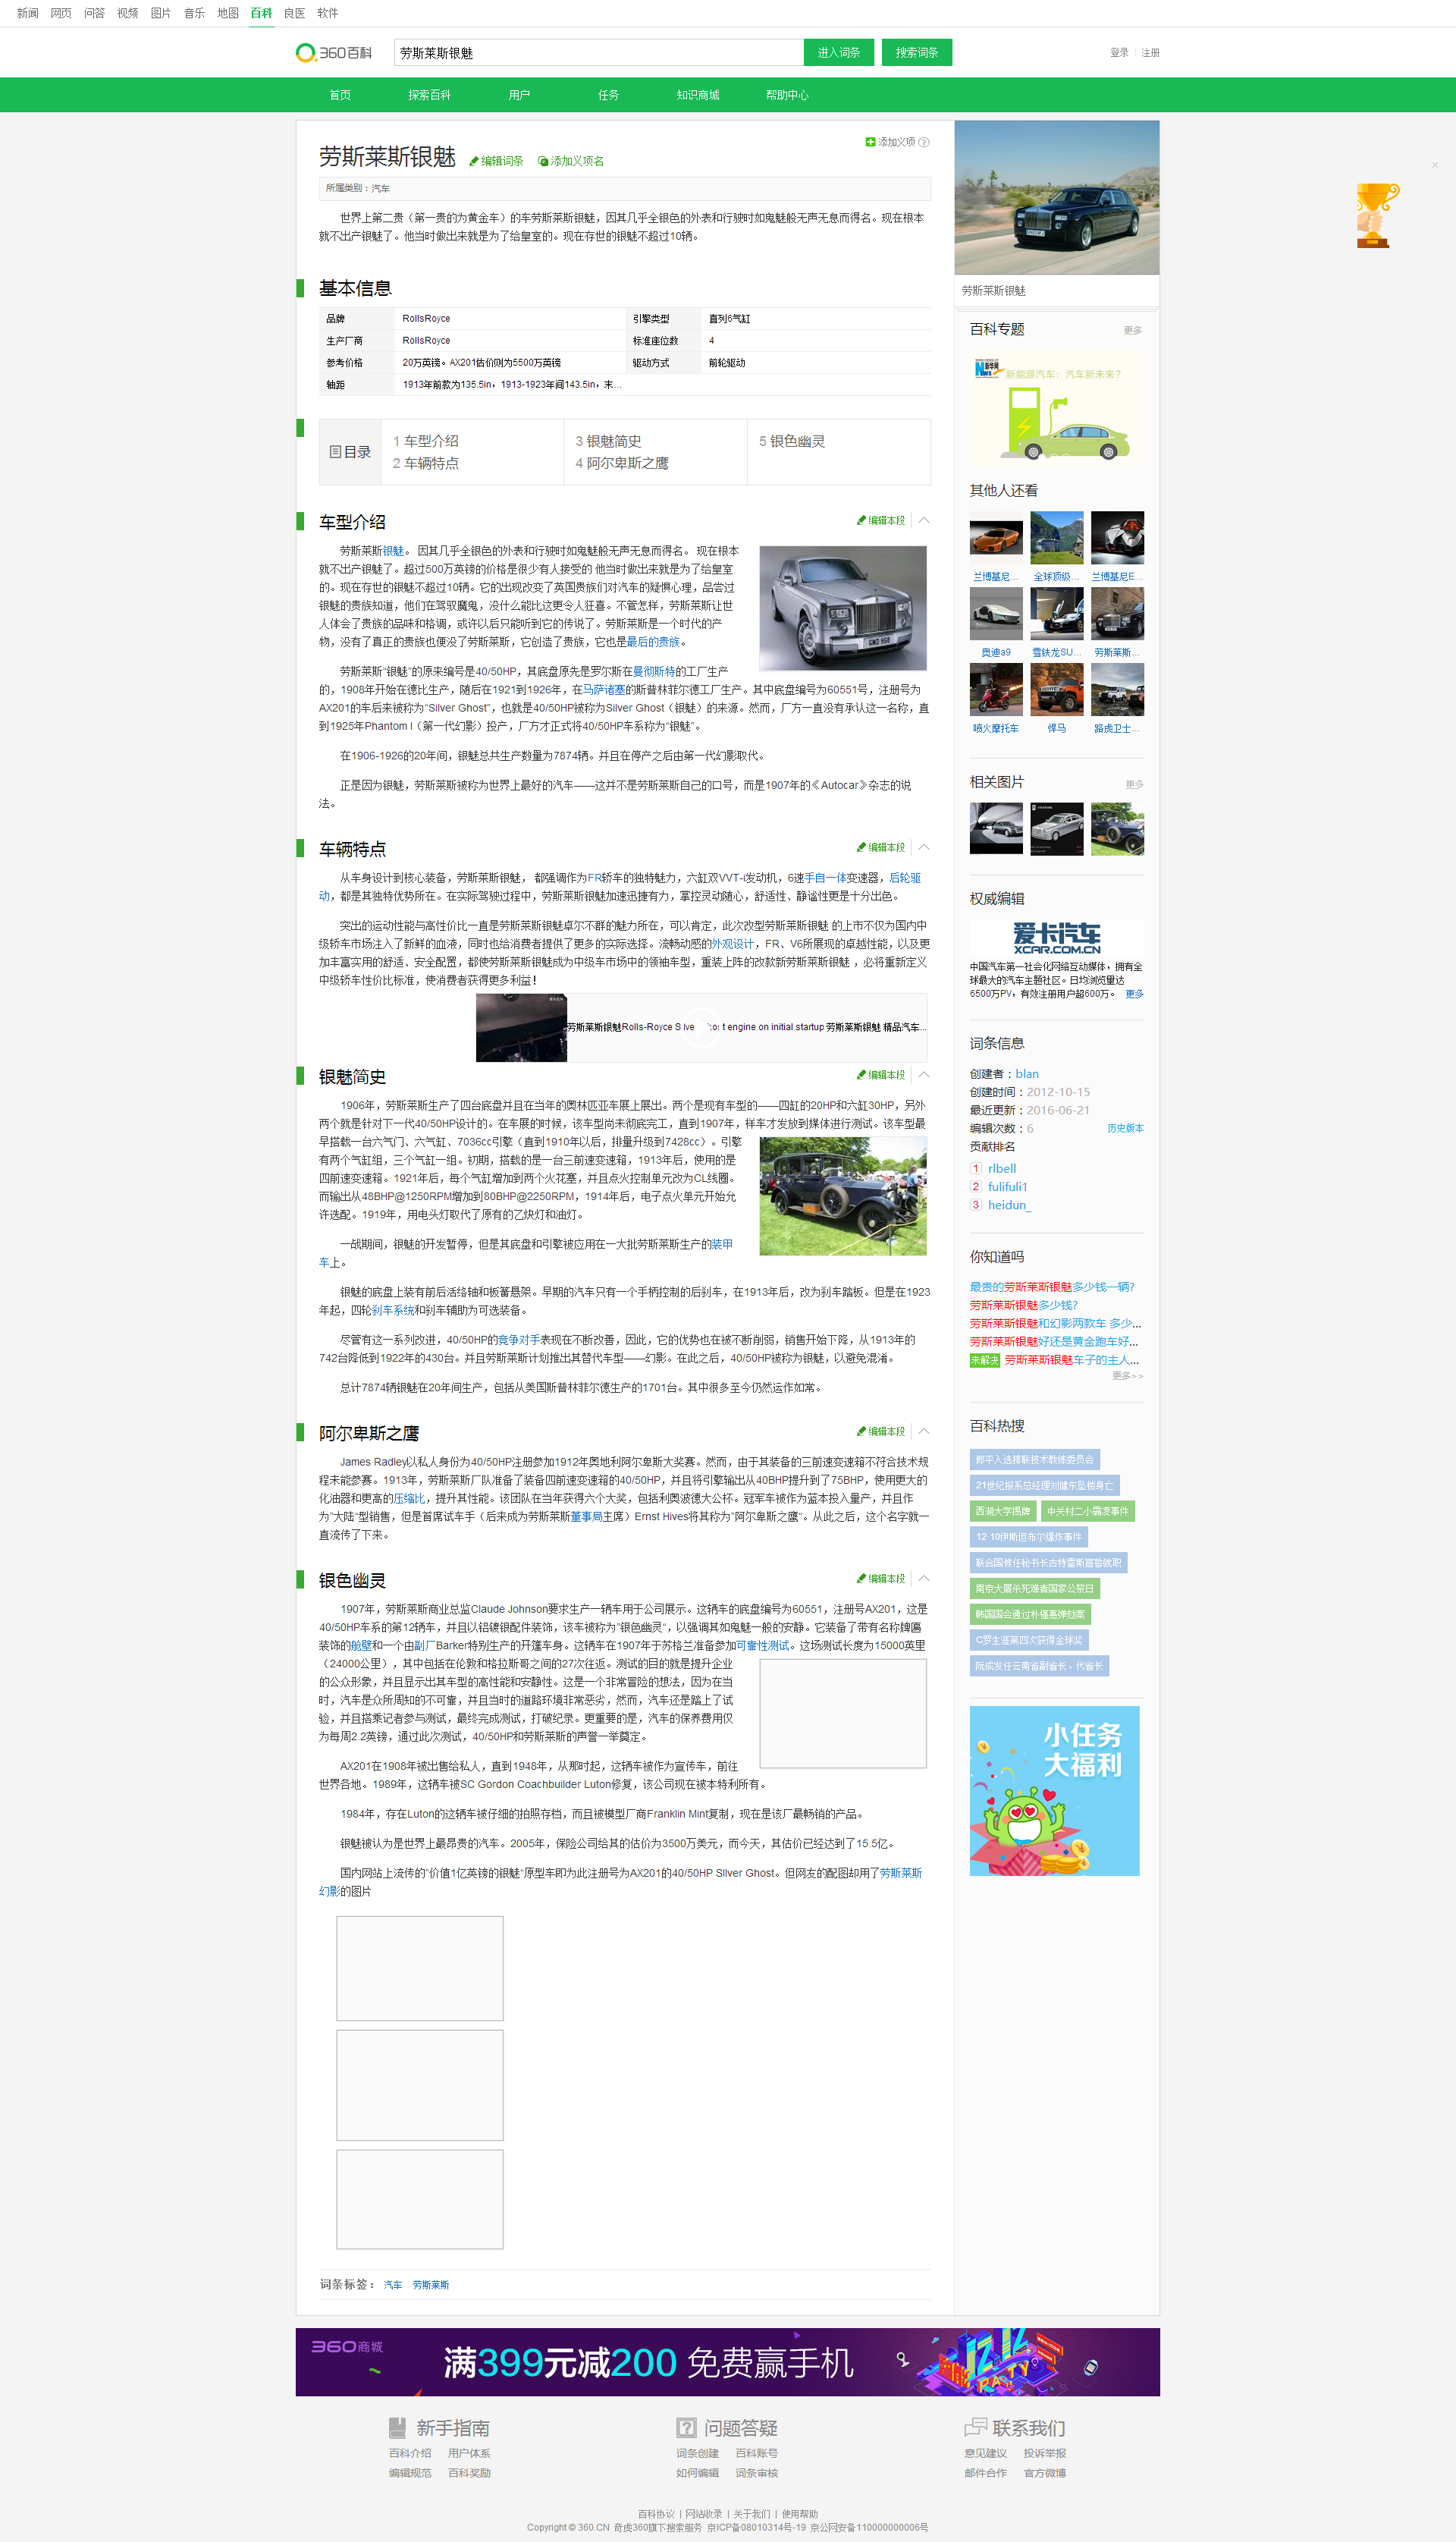 新闻 网页 问答 视频 图片 音乐 地图 百科 良医 软件
360百科
劳斯莱斯银魅
进入词条 搜索词条
登录 注册
首页 探索百科 用户 任务 知识商城 帮助中心
添加义项
劳斯莱斯银魅 编辑词条 添加义项名
所属类别：汽车
世界上第二贵（第一贵的为黄金车）的车劳斯莱斯银魅，因其几乎全银色的外表和行驶时如鬼魅般无声无息而得名。现在根本
就不出产银魅了。他当时做出来就是为了给皇室的。现在存世的银魅不超过10辆。
基本信息
品牌 RollsRoyce 引擎类型 直列6气缸
生产厂商 RollsRoyce 标准座位数 4
参考价格 20万英镑。AX201估价则为5500万英镑 驱动方式 前轮驱动
轴距 1913年前款为135.5in，1913-1923年间143.5in，末...
目录
1 车型介绍
2 车辆特点
3 银魅简史
4 阿尔卑斯之鹰
5 银色幽灵
车型介绍 编辑本段
劳斯莱斯银魅。 因其几乎全银色的外表和行驶时如鬼魅般无声无息而得名。 现在根本
就不出产银魅了。超过500万英镑的价格是很少有人接受的 他当时做出来就是为了给皇室
的。现存在世的银魅不超过10辆。它的出现改变了英国贵族们对汽车的疑惧心理，品尝过
银魅的贵族知道，他们在驾驭魔鬼，没什么能比这更令人狂喜。不管怎样，劳斯莱斯让世
人体会了贵族的品味和格调，或许以后只能听到它的传说了。劳斯莱斯是一个时代的产
物，没有了真正的贵族也便没了劳斯莱斯，它创造了贵族，它也是最后的贵族。
劳斯莱斯“银魅”的原来编号是40/50HP，其底盘原先是罗尔斯在曼彻斯特的工厂生产
的，1908年开始在德比生产，随后在1921到1926年，在马萨诸塞的斯普林菲尔德工厂生产。其中底盘编号为60551号，注册号为
AX201的车后来被称为“Silver Ghost”，也就是40/50HP被称为Silver Ghost（银魅）的来源。然而，厂方一直没有承认这一名称，直
到1925年Phantom I（第一代幻影）投产，厂方才正式将40/50HP车系称为“银魅”。
在1906-1926的20年间，银魅总共生产数量为7874辆。并且在停产之后由第一代幻影取代。
正是因为银魅，劳斯莱斯被称为世界上最好的汽车——这并不是劳斯莱斯自己的口号，而是1907年的《Autocar》杂志的说
法。
车辆特点 编辑本段
从车身设计到核心装备，劳斯莱斯银魅， 都强调作为FR轿车的独特魅力，六缸双VVT-i发动机，6速手自一体变速器，后轮驱
动，都是其独特优势所在。在实际驾驶过程中，劳斯莱斯银魅加速迅捷有力，掌控灵动随心，舒适性、静谧性更是十分出色。
突出的运动性能与高性价比一直是劳斯莱斯银魅卓尔不群的魅力所在，可以肯定，此次改型劳斯莱斯银魅 的上市不仅为国内中
级轿车市场注入了新鲜的血液，同时也给消费者提供了更多的实际选择。流畅动感的外观设计，FR、V6所展现的卓越性能，以及更
加丰富实用的舒适、安全配置，都使劳斯莱斯银魅成为中级车市场中的领袖车型，重装上阵的改款新劳斯莱斯银魅 ，必将重新定义
中级轿车性价比标准，使消费者获得更多利益！
银魅简史 编辑本段
1906年，劳斯莱斯生产了四台底盘并且在当年的奥林匹亚车展上展出。两个是现有车型的——四缸的20HP和六缸30HP，另外
两个就是针对下一代40/50HP设计的。在车展的时候，该车型尚未彻底完工，直到1907年，样车才发放到媒体进行测试。该车型最
早搭载一台六气门、六气缸、7036cc引擎（直到1910年以后，排量升级到7428cc）。引擎
有两个气缸组，三个气缸一组。初期，搭载的是一台三前速变速箱，1913年后，使用的是
四前速变速箱。1921年后，每个气缸增加到两个火花塞，并且点火控制单元改为CL线圈。
而输出从48BHP@1250RPM增加到80BHP@2250RPM，1914年后，电子点火单元开始允
许选配。1919年，用电头灯取代了原有的乙炔灯和油灯。
一战期间，银魅的开发暂停，但是其底盘和引擎被应用在一大批劳斯莱斯生产的装甲
车上。
银魅的底盘上装有前后活络轴和板簧悬架。早期的汽车只有一个手柄控制的后刹车，在1913年后，改为刹车踏板。但是在1923
年起，四轮刹车系统和刹车辅助为可选装备。
尽管有这一系列改进，40/50HP的竞争对手表现在不断改善，因此，它的优势也在被不断削弱，销售开始下降，从1913年的
742台降低到1922年的430台。并且劳斯莱斯计划推出其替代车型——幻影。在此之后，40/50HP被称为银魅，以避免混淆。
总计7874辆银魅在20年间生产，包括从美国斯普林菲尔德生产的1701台。其中很多至今仍然运作如常。
阿尔卑斯之鹰 编辑本段
James Radley以私人身份为40/50HP注册参加1912年奥地利阿尔卑斯大奖赛。然而，由于其装备的三前速变速箱不符合技术规
程未能参赛。1913年，劳斯莱斯厂队准备了装备四前速变速箱的40/50HP，并且将引擎输出从40BHP提升到了75BHP，使用更大的
化油器和更高的压缩比，提升其性能。该团队在当年获得六个大奖，包括利奥波德大公杯。冠军车被作为蓝本投入量产，并且作
为“大陆”型销售，但是首席试车手（后来成为劳斯莱斯董事局主席）Ernst Hives将其称为“阿尔卑斯之鹰“。从此之后，这个名字就一
直流传了下来。
银色幽灵 编辑本段
1907年，劳斯莱斯商业总监Claude Johnson要求生产一辆车用于公司展示。这辆车的底盘编号为60551，注册号AX201，这是
40/50HP车系的第12辆车，并且以铝镀银配件装饰，该车被称为“银色幽灵“，以强调其如鬼魅一般的安静。它装备了带有名称牌匾
装饰的舱壁和一个由副厂Barker特别生产的开篷车身。这辆车在1907年于苏格兰准备参加可靠性测试。这场测试长度为15000英里
（24000公里），其中包括在伦敦和格拉斯哥之间的27次往返。测试的目的就是提升企业
的公众形象，并且显示出其车型的高性能和安静性。这是一个非常冒险的想法，因为在当
时，汽车是众所周知的不可靠，并且当时的道路环境非常恶劣，然而，汽车还是踏上了试
验，并且搭乘记者参与测试，最终完成测试，打破纪录。更重要的是，汽车的保养费用仅
为每周2.2英镑，通过此次测试，40/50HP和劳斯莱斯的声誉一举奠定。
AX201在1908年被出售给私人，直到1948年，从那时起，这辆车被作为宣传车，前往
世界各地。1989年，这辆车被SC Gordon Coachbuilder Luton修复，该公司现在被本特利所有。
1984年，存在Luton的这辆车被仔细的拍照存档，而且被模型厂商Franklin Mint复制，现在是该厂最畅销的产品。
银魅被认为是世界上最昂贵的汽车。2005年，保险公司给其的估价为3500万美元，而今天，其估价已经达到了15.5亿。
国内网站上流传的”价值1亿英镑的银魅“原型车即为此注册号为AX201的40/50HP Silver Ghost。但网友的配图却用了劳斯莱斯
幻影的图片
词条标签： 汽车 劳斯莱斯
劳斯莱斯银魅
百科专题 更多
新华网
新能源汽车：汽车新未来？
其他人还看
兰博基尼... 全球顶级... 兰博基尼E...
奥迪a9 雪铁龙SU... 劳斯莱斯...
喷火摩托车 悍马 路虎卫士...
相关图片 更多
权威编辑
爱卡汽车
XCAR.COM.CN
中国汽车第一社会化网络互动媒体，拥有全
球最大的汽车主题社区。日均浏览量达
6500万PV，有效注册用户超600万。 更多
词条信息
创建者：blan
创建时间：2012-10-15
最近更新：2016-06-21
编辑次数：6 历史版本
贡献排名
1 rlbell
2 fulifuli1
3 heidun_
你知道吗
最贵的劳斯莱斯银魅多少钱一辆?
劳斯莱斯银魅多少钱?
劳斯莱斯银魅和幻影两款车 多少...
劳斯莱斯银魅好还是黄金跑车好...
未解决 劳斯莱斯银魅车子的主人...
更多>>
百科热搜
郎平入选排联技术教练委员会
21世纪报系总经理刘健东坠楼身亡
西湖大学揭牌 中关村二小霸凌事件
12·10伊斯坦布尔爆炸事件
联合国候任秘书长古特雷斯宣誓就职
南京大屠杀死难者国家公祭日
韩国国会通过朴槿惠弹劾案
C罗生涯第四次获得金球奖
阮成发任云南省副省长、代省长
小任务
大福利
360商城
满399元减200 免费赢手机
新手指南 问题答疑 联系我们
百科介绍 用户体系 词条创建 百科账号 意见建议 投诉举报
编辑规范 百科奖励 如何编辑 词条审核 邮件合作 官方微博
百科协议 | 网站收录 | 关于我们 | 使用帮助
Copyright © 360.CN 奇虎360旗下搜索服务 京ICP备08010314号-19 京公网安备110000000006号